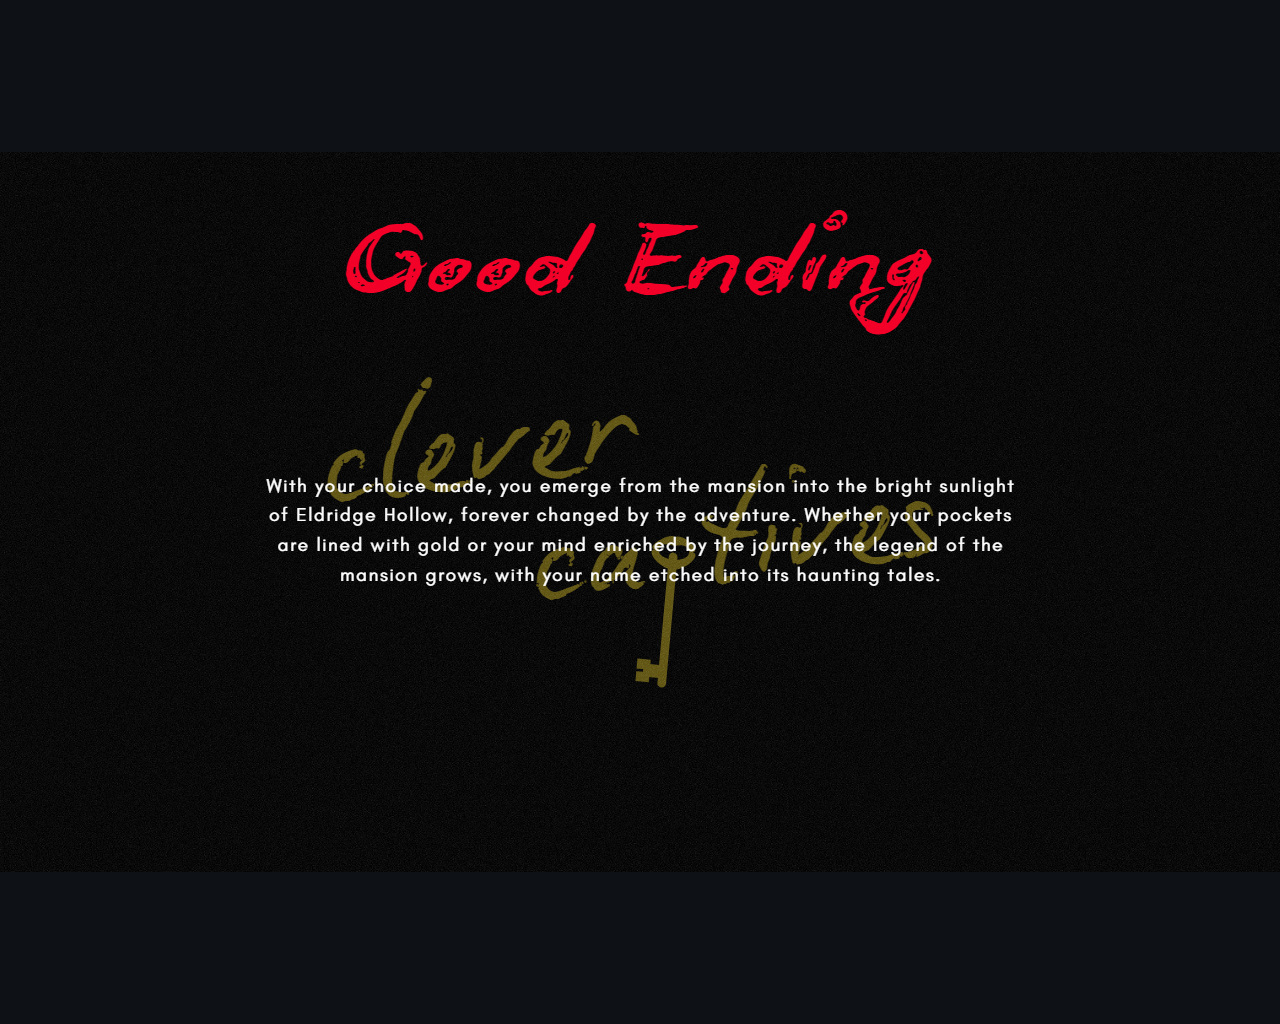 Good Ending
clever
captives
With your choice made, you emerge from the mansion into the bright sunlight
of Eldridge Hollow, forever changed by the adventure. Whether your pockets
are lined with gold or your mind enriched by the journey, the legend of the
mansion grows, with your name etched into its haunting tales.